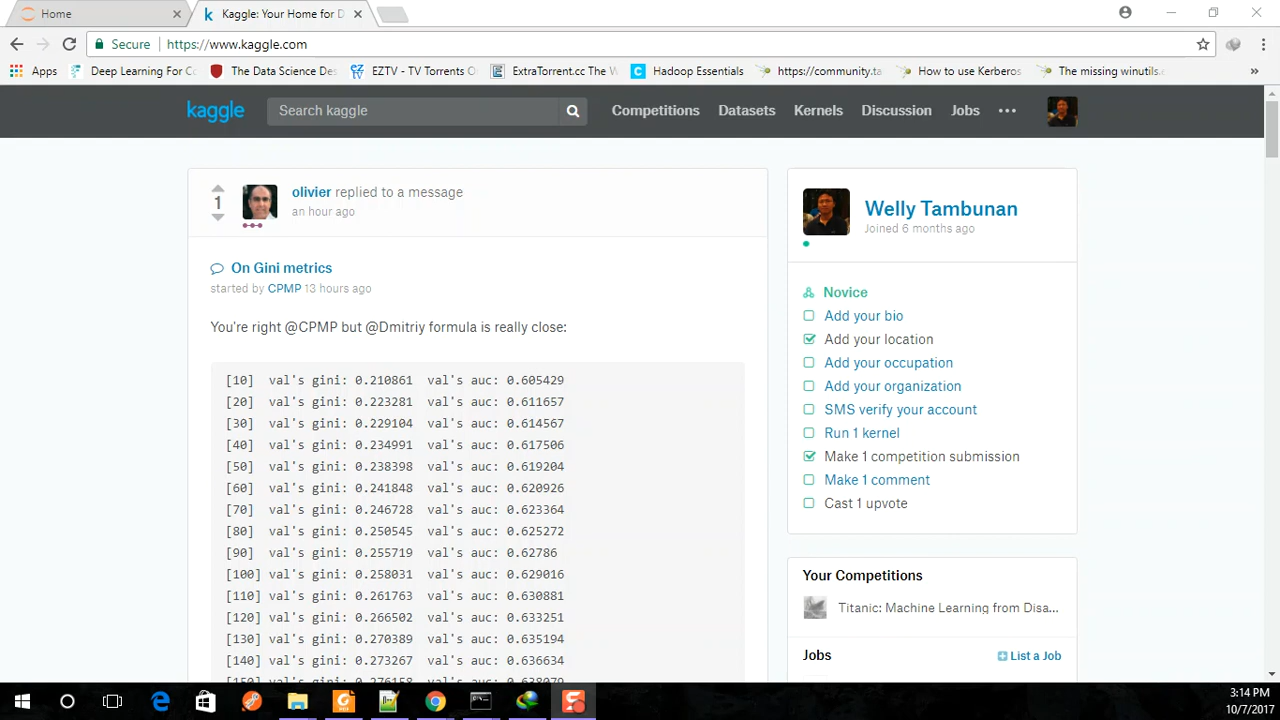 Home
Kaggle: Your Home for D
Secure
https://www.kaggle.com
Apps
Deep Learning For Co
The Data Science Des
EZTV - TV Torrents O
ExtraTorrent.cc The W
Hadoop Essentials
https://community.ta
How to use Kerberos
The missing winutils.
»
kaggle
Search kaggle
Competitions
Datasets
Kernels
Discussion
Jobs
1
olivier replied to a message
an hour ago
On Gini metrics
started by CPMP 13 hours ago
You're right @CPMP but @Dmitriy formula is really close:
[10] val's gini: 0.210861 val's auc: 0.605429
[20] val's gini: 0.223281 val's auc: 0.611657
[30] val's gini: 0.229104 val's auc: 0.614567
[40] val's gini: 0.234991 val's auc: 0.617506
[50] val's gini: 0.238398 val's auc: 0.619204
[60] val's gini: 0.241848 val's auc: 0.620926
[70] val's gini: 0.246728 val's auc: 0.623364
[80] val's gini: 0.250545 val's auc: 0.625272
[90] val's gini: 0.255719 val's auc: 0.62786
[100] val's gini: 0.258031 val's auc: 0.629016
[110] val's gini: 0.261763 val's auc: 0.630881
[120] val's gini: 0.266502 val's auc: 0.633251
[130] val's gini: 0.270389 val's auc: 0.635194
[140] val's gini: 0.273267 val's auc: 0.636634
[150] val's gini: 0.276158 val's auc: 0.638079
Welly Tambunan
Joined 6 months ago
Novice
Add your bio
Add your location
Add your occupation
Add your organization
SMS verify your account
Run 1 kernel
Make 1 competition submission
Make 1 comment
Cast 1 upvote
Your Competitions
Titanic: Machine Learning from Disa...
Jobs
List a Job
3:14 PM
10/7/2017